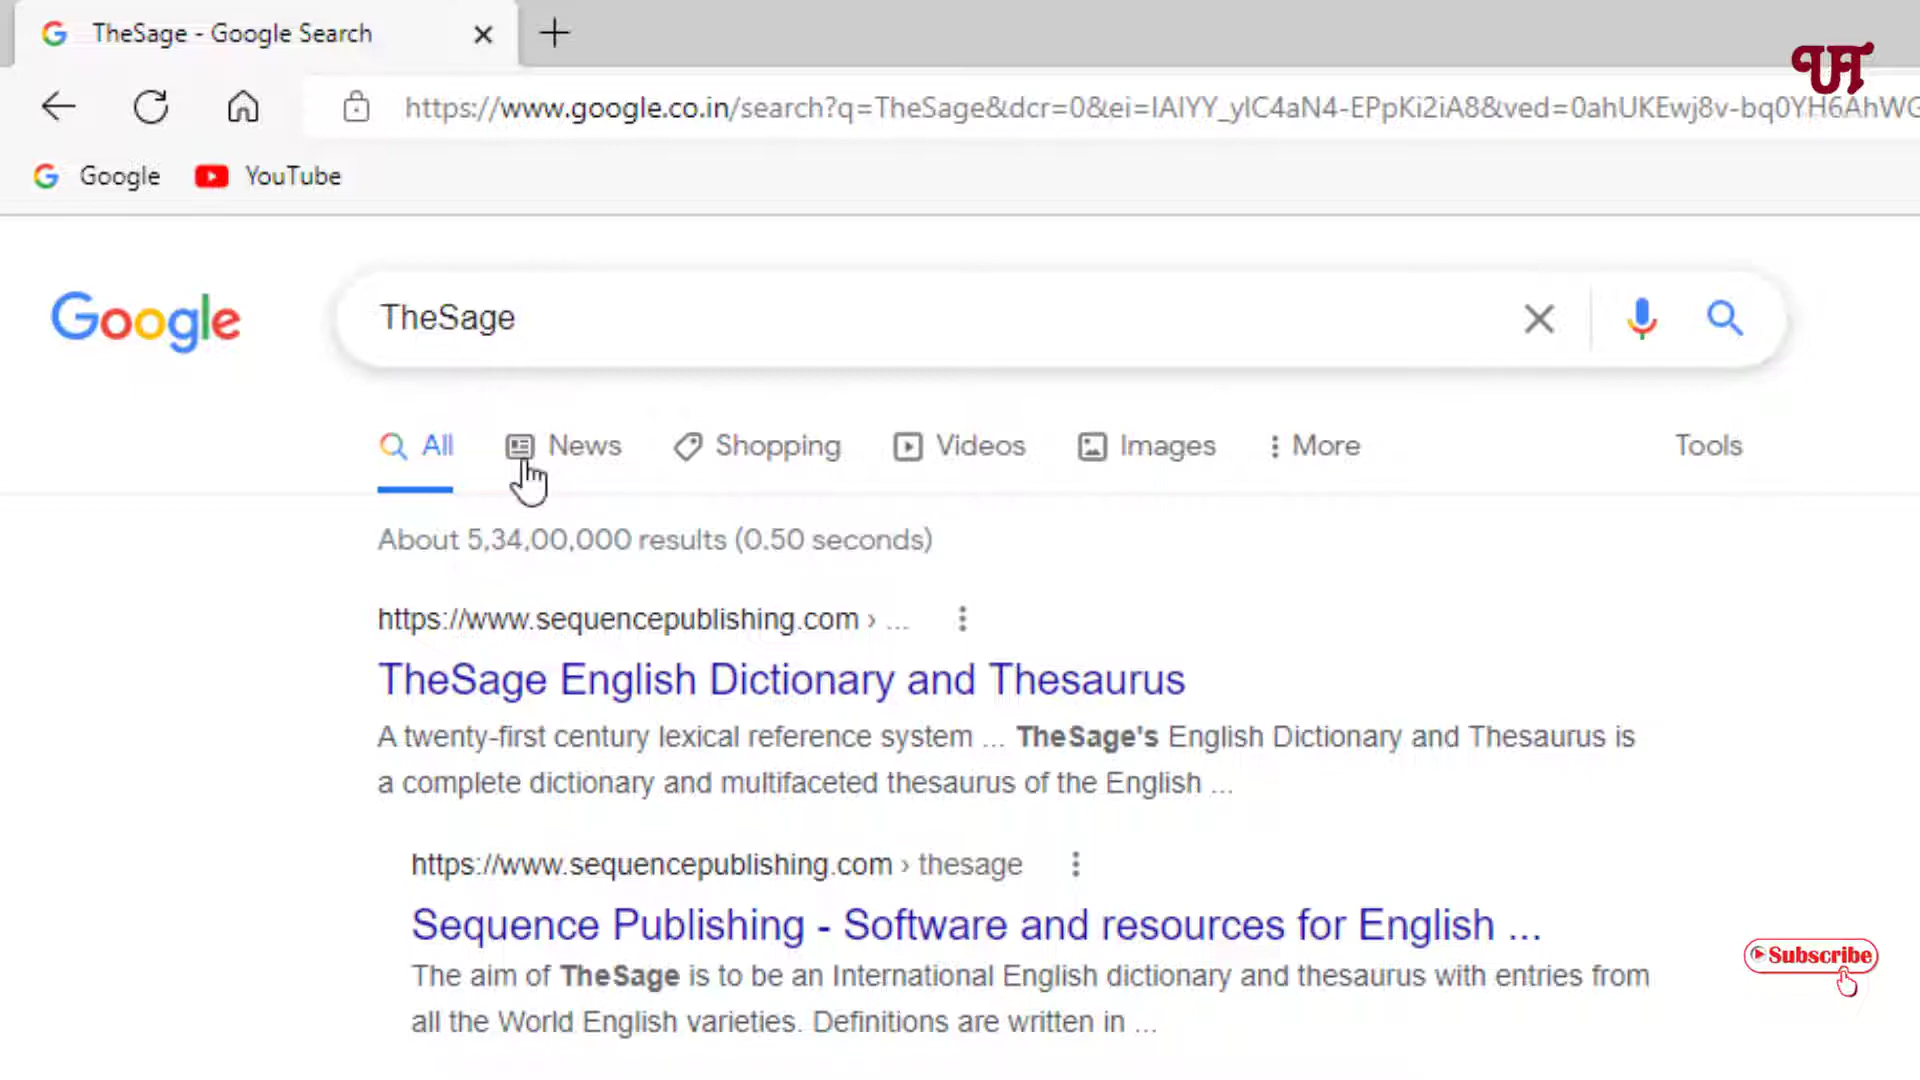 TheSage - Google Search
https://www.google.co.in/search?q=TheSage&dcr=0&ei=IAIYY_yIC4aN4-EPpKi2iA8&ved=0ahUKEwj8v-bq0YH6AhWG
Google YouTube
Google TheSage
All News Shopping Videos Images More Tools
About 5,34,00,000 results (0.50 seconds)
https://www.sequencepublishing.com › ...
TheSage English Dictionary and Thesaurus
A twenty-first century lexical reference system ... TheSage's English Dictionary and Thesaurus is
a complete dictionary and multifaceted thesaurus of the English ...
https://www.sequencepublishing.com › thesage
Sequence Publishing - Software and resources for English ...
The aim of TheSage is to be an International English dictionary and thesaurus with entries from
all the World English varieties. Definitions are written in ...
Subscribe